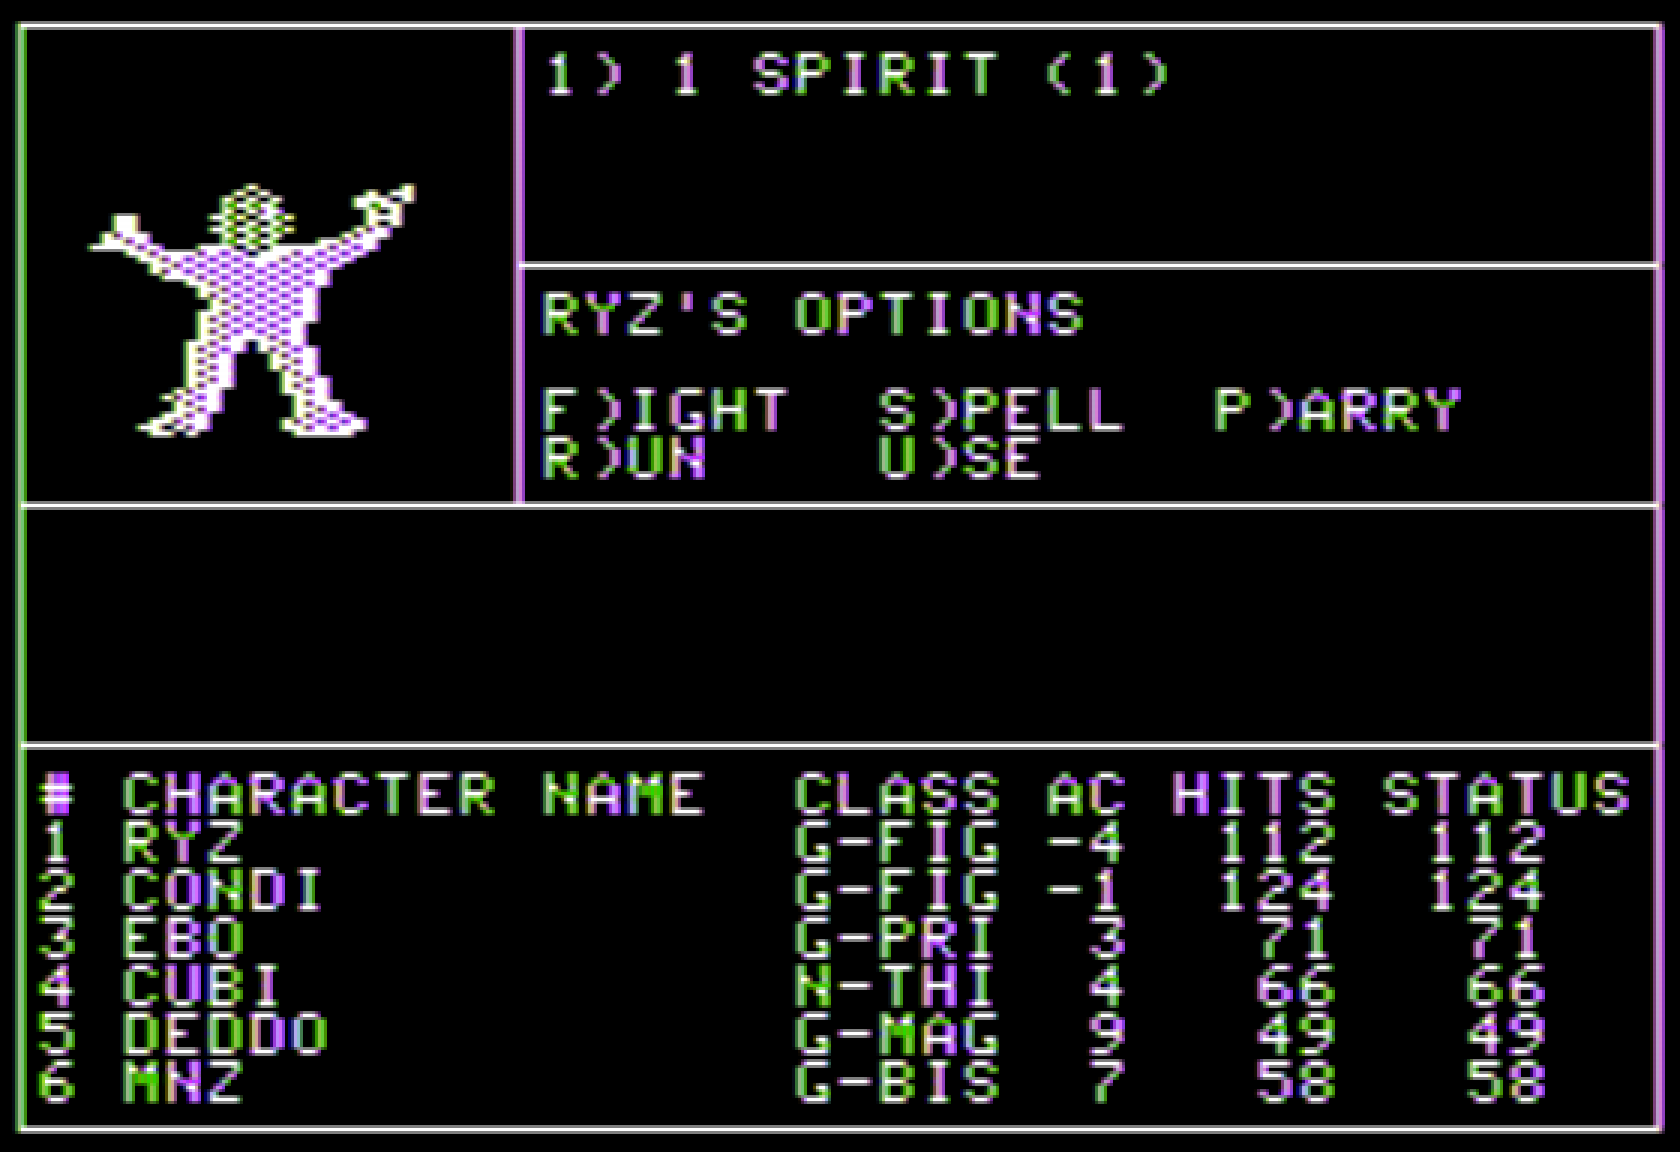 1) 1 SPIRIT (1)
RYZ'S OPTIONS
F)IGHT S)PELL P)ARRY
R)UN U)SE
# CHARACTER NAME CLASS AC HITS STATUS
1 RYZ G-FIG -4 112 112
2 CONDI G-FIG -1 124 124
3 EBO G-PRI 3 71 71
4 CUBI N-THI 4 66 66
5 DEDDO G-MAG 9 49 49
6 MNZ G-BIS 7 58 58